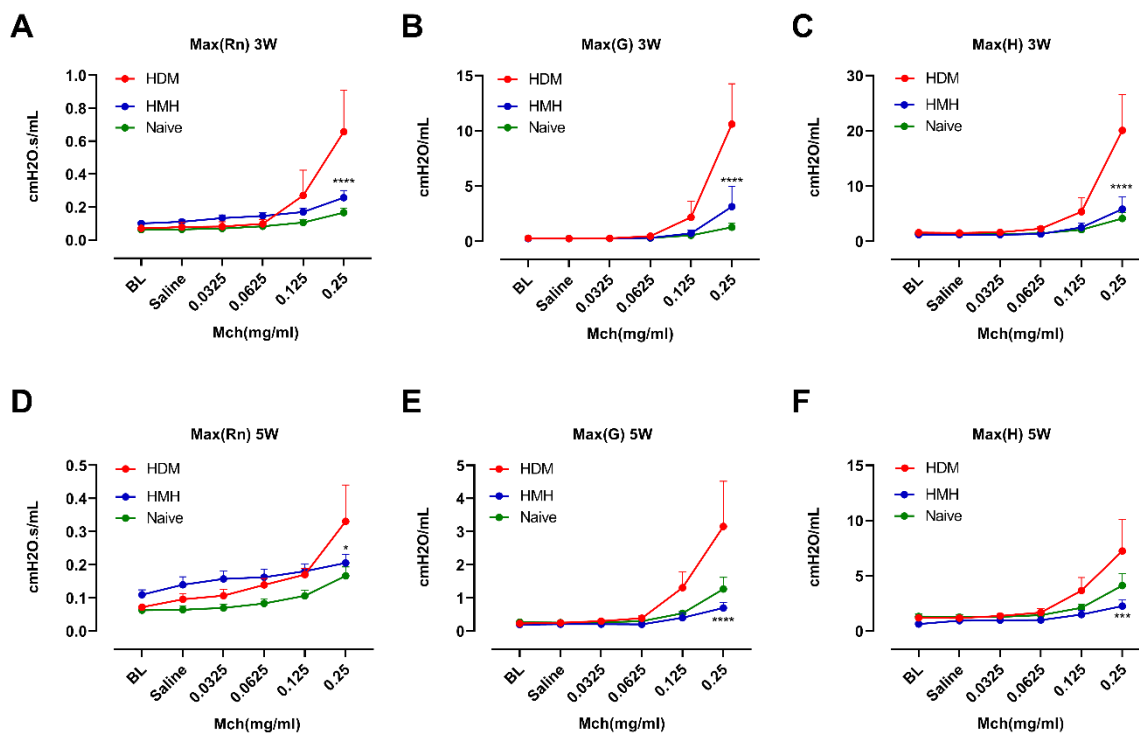 A
Max(Rn) 3W
cmH2O.s/mL
1.0
0.8
0.6
0.4
0.2
0.0
HDM
HMH
Naive
****
BL
Saline
0.0325
0.0625
0.125
0.25
Mch(mg/ml)
B
Max(G) 3W
cmH2O/mL
15
10
5
0
HDM
HMH
Naive
****
BL
Saline
0.0325
0.0625
0.125
0.25
Mch(mg/ml)
C
Max(H) 3W
cmH2O/mL
30
20
10
0
HDM
HMH
Naive
****
BL
Saline
0.0325
0.0625
0.125
0.25
Mch(mg/ml)
D
Max(Rn) 5W
cmH2O.s/mL
0.5
0.4
0.3
0.2
0.1
0.0
HDM
HMH
Naive
*
BL
Saline
0.0325
0.0625
0.125
0.25
Mch(mg/ml)
E
Max(G) 5W
cmH2O/mL
5
4
3
2
1
0
HDM
HMH
Naive
****
BL
Saline
0.0325
0.0625
0.125
0.25
Mch(mg/ml)
F
Max(H) 5W
cmH2O/mL
15
10
5
0
HDM
HMH
Naive
***
BL
Saline
0.0325
0.0625
0.125
0.25
Mch(mg/ml)